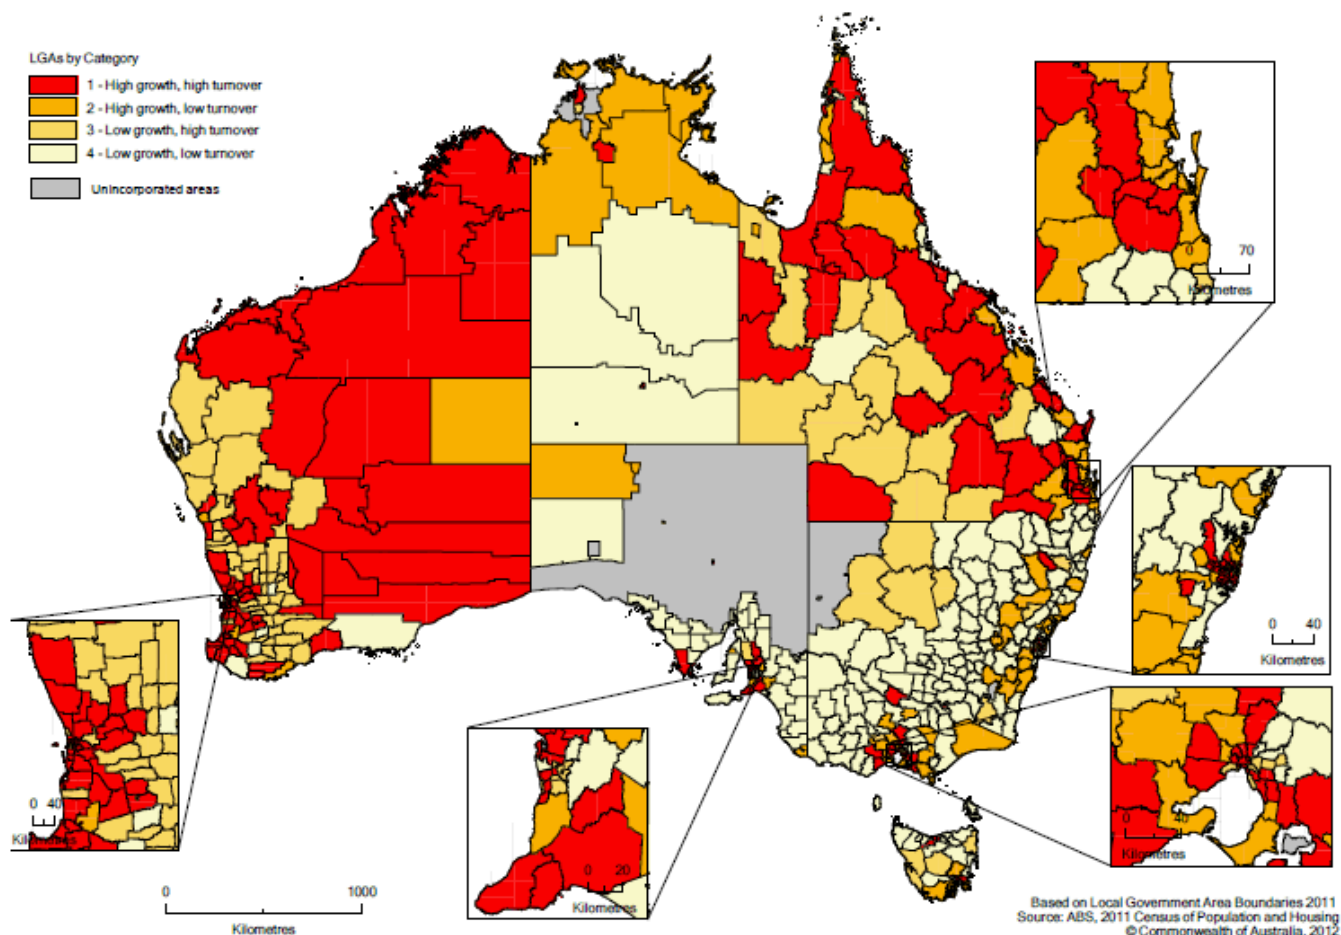 LGAs by Category
1 - High growth, high turnover
2 - High growth, low turnover
3 - Low growth, high turnover
4 - Low growth, low turnover
Unincorporated areas
0 70
Kilometres
0 40
Kilometres
0 40
Kilometres
0 20
Kilometres
0 40
Kilometres
0 1000
Kilometres
Based on Local Government Area Boundaries 2011
Source: ABS, 2011 Census of Population and Housing
© Commonwealth of Australia, 2012